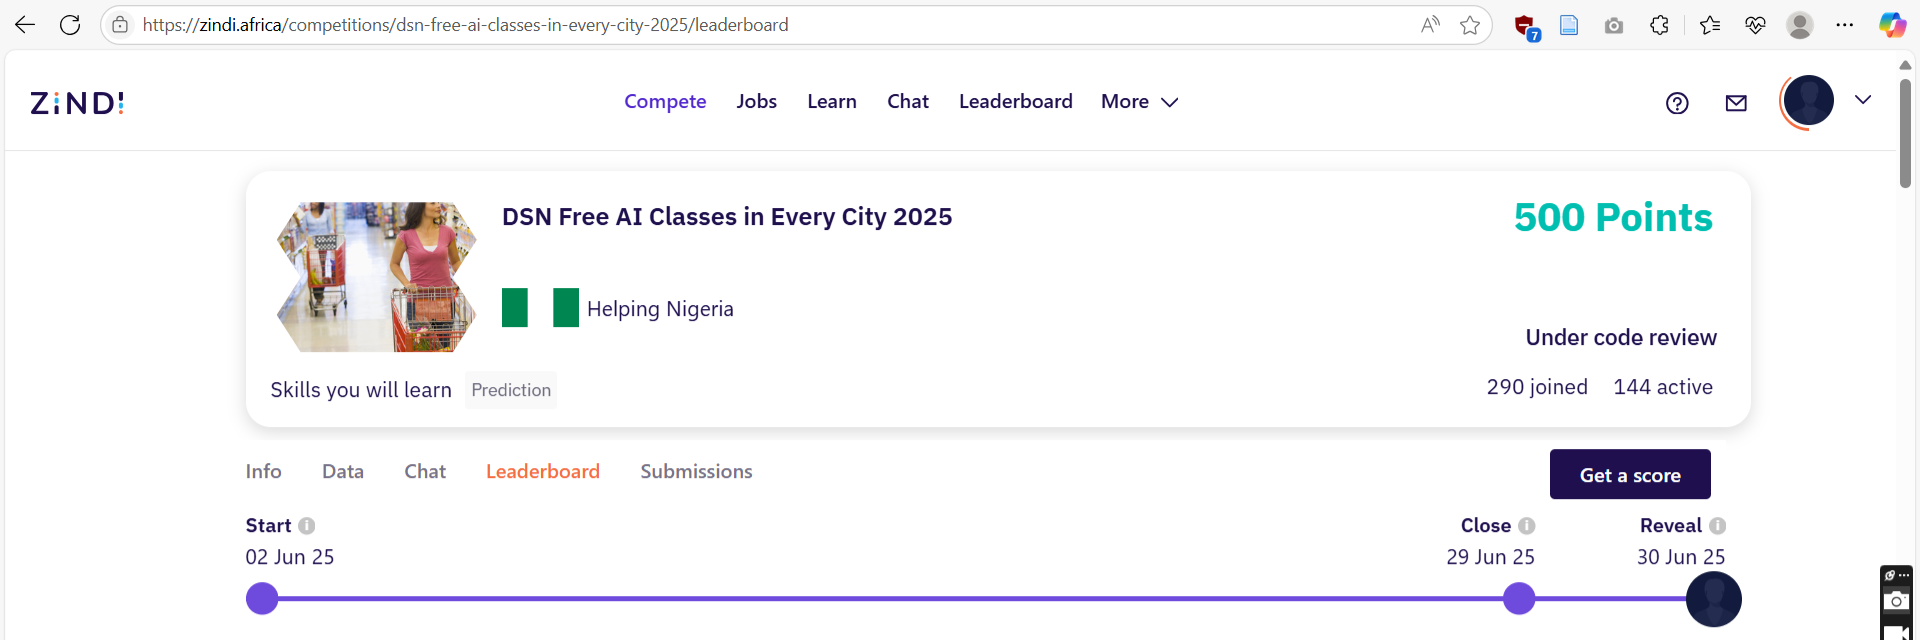 https://zindi.africa/competitions/dsn-free-ai-classes-in-every-city-2025/leaderboard
7
ZiNDi
Compete Jobs Learn Chat Leaderboard More
DSN Free AI Classes in Every City 2025
500 Points
Helping Nigeria
Under code review
Skills you will learn Prediction
290 joined 144 active
Info Data Chat Leaderboard Submissions
Get a score
Start Close Reveal
02 Jun 25 29 Jun 25 30 Jun 25